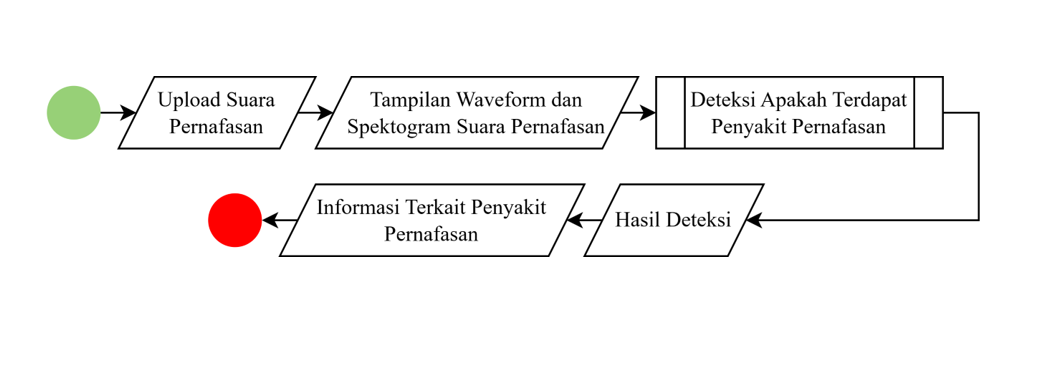 Upload Suara
Pernafasan
Tampilan Waveform dan
Spektogram Suara Pernafasan
Deteksi Apakah Terdapat
Penyakit Pernafasan
Hasil Deteksi
Informasi Terkait Penyakit
Pernafasan